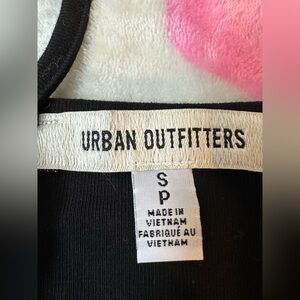 URBAN OUTFITTERS
S
P
MADE IN
VIETNAM
FABRIQUÉ AU
VIETNAM